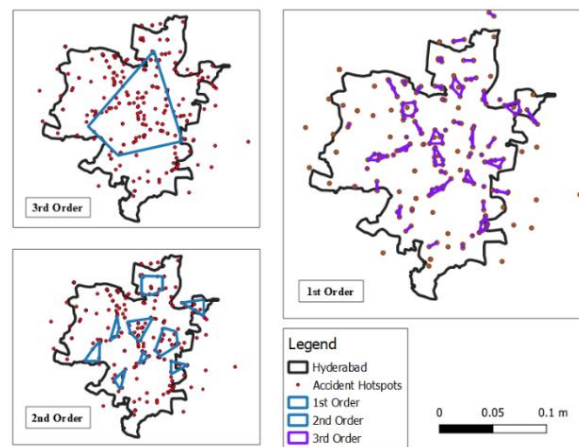 3rd Order
1st Order
2nd Order
Legend
Hyderabad
Accident Hotspots
1st Order
2nd Order
3rd Order
0 0.05 0.1 m